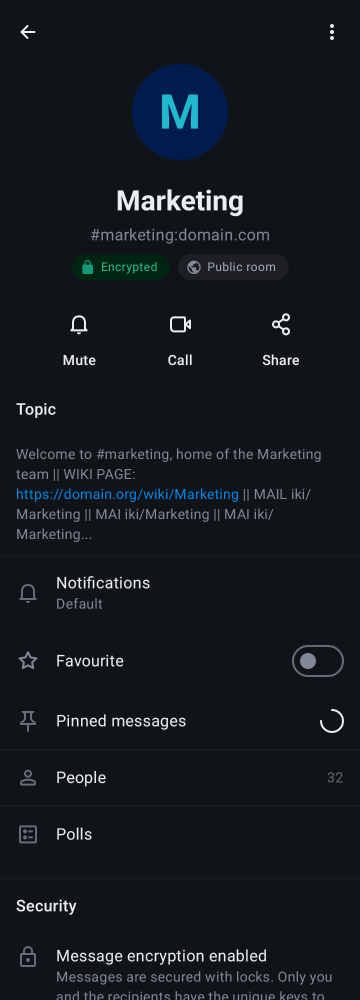 M
Marketing
#marketing:domain.com
Encrypted
Public room
Mute
Call
Share
Topic
Welcome to #marketing, home of the Marketing
team || WIKI PAGE:
https://domain.org/wiki/Marketing || MAIL iki/
Marketing || MAI iki/Marketing || MAI iki/
Marketing...
Notifications
Default
Favourite
Pinned messages
People
32
Polls
Security
Message encryption enabled
Messages are secured with locks. Only you
and the recipients have the unique keys to